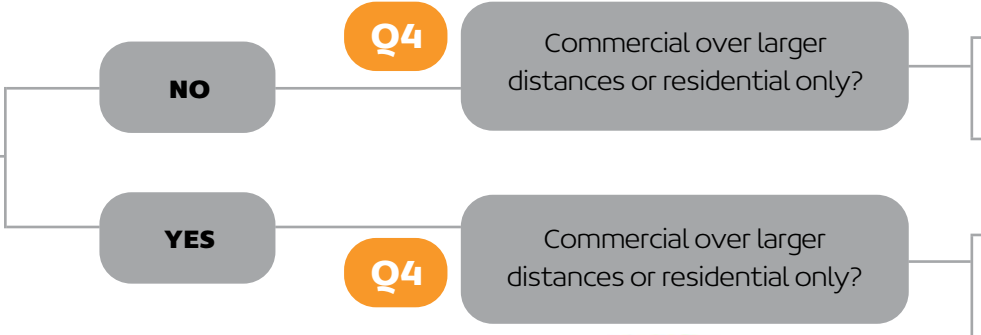 Q4
Commercial over larger
distances or residential only?
NO
YES
Commercial over larger
distances or residential only?
Q4